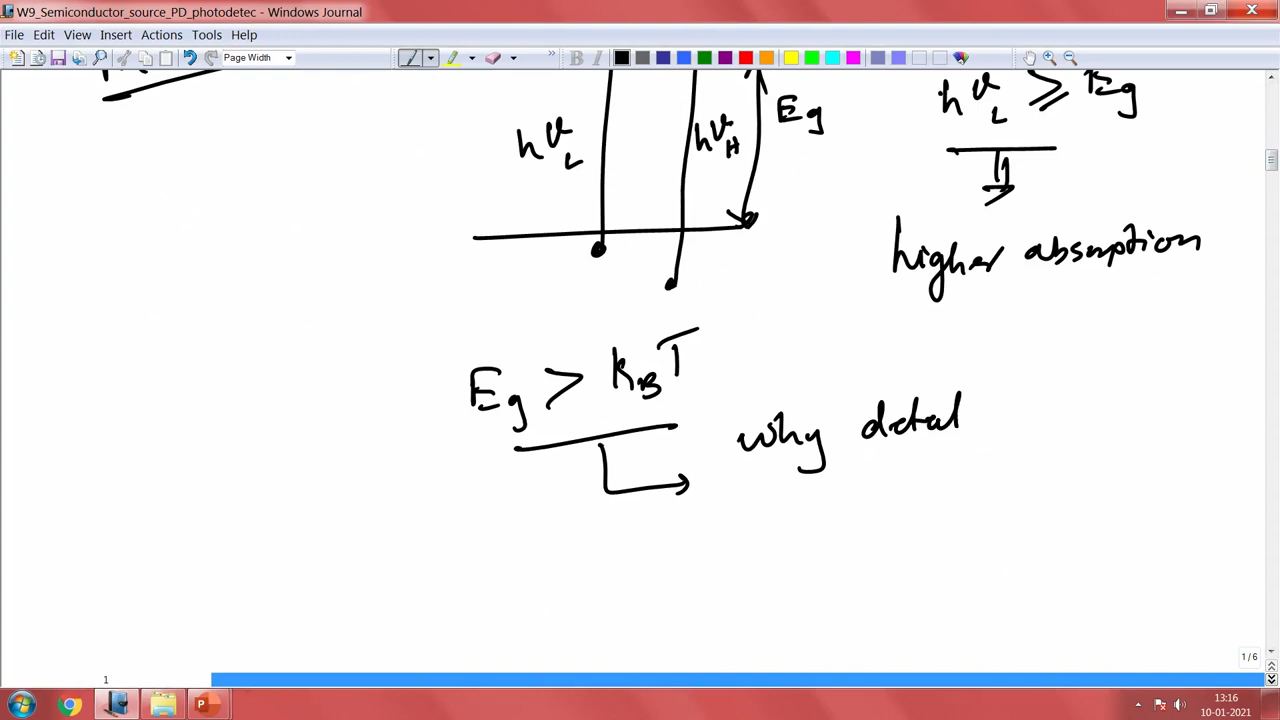 W9_Semiconductor_source_PD_photodetec - Windows Journal
File Edit View Insert Actions Tools Help
Page Width
B I U
hν_L
hν_H
Eg
hν_L ≥ Eg
higher absorption
Eg > k_B T
why detal
1/6
1
13:16
10-01-2021